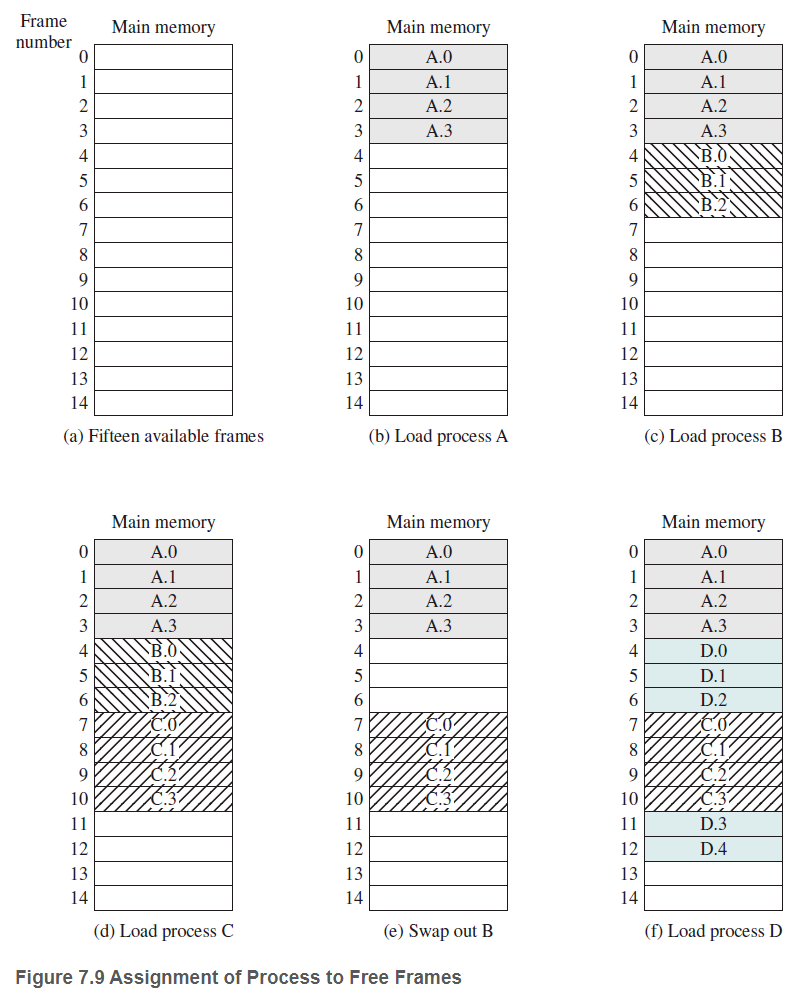 Frame
number
Main memory
Main memory
Main memory
0
0 A.0
0 A.0
1
1 A.1
1 A.1
2
2 A.2
2 A.2
3
3 A.3
3 A.3
4
4
4 B.0
5
5
5 B.1
6
6
6 B.2
7
7
7
8
8
8
9
9
9
10
10
10
11
11
11
12
12
12
13
13
13
14
14
14
(a) Fifteen available frames
(b) Load process A
(c) Load process B
Main memory
Main memory
Main memory
0 A.0
0 A.0
0 A.0
1 A.1
1 A.1
1 A.1
2 A.2
2 A.2
2 A.2
3 A.3
3 A.3
3 A.3
4 B.0
4
4 D.0
5 B.1
5
5 D.1
6 B.2
6
6 D.2
7 C.0
7 C.0
7 C.0
8 C.1
8 C.1
8 C.1
9 C.2
9 C.2
9 C.2
10 C.3
10 C.3
10 C.3
11
11
11 D.3
12
12
12 D.4
13
13
13
14
14
14
(d) Load process C
(e) Swap out B
(f) Load process D
Figure 7.9 Assignment of Process to Free Frames